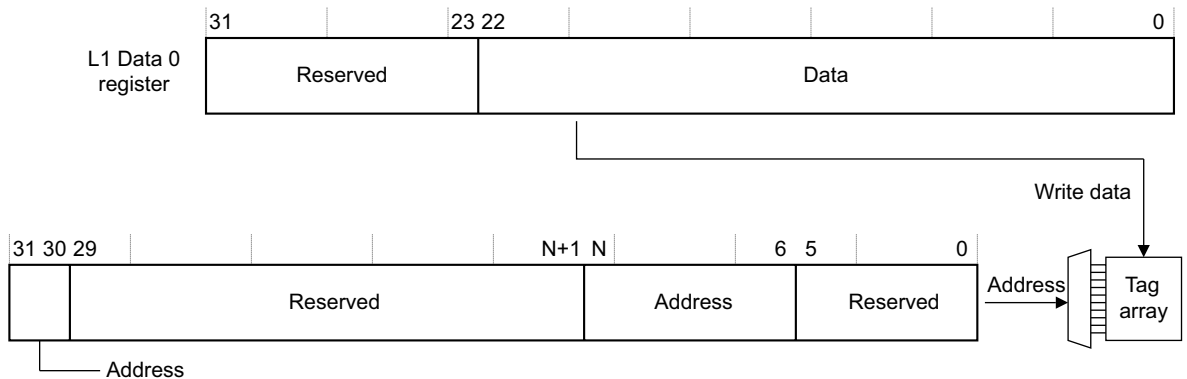 31 23 22 0
L1 Data 0
register
Reserved Data
Write data
31 30 29 N+1 N 6 5 0
Reserved Address Reserved Address Tag
array
Address